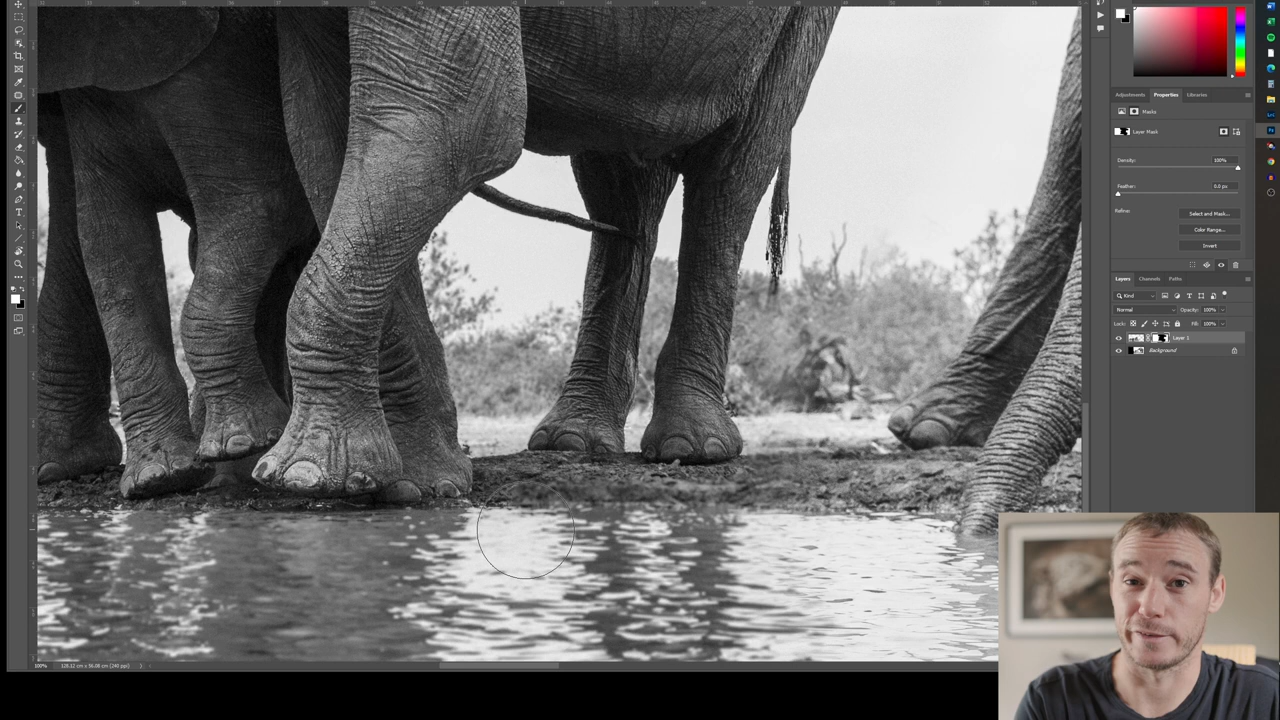 Adjustments Properties Libraries
Masks
Layer Mask
Density: 100%
Feather: 0.0 px
Refine: Select and Mask...
Color Range...
Invert
Layers Channels Paths
Kind
Normal Opacity: 100%
Lock: Fill: 100%
Layer 1
Background
100%